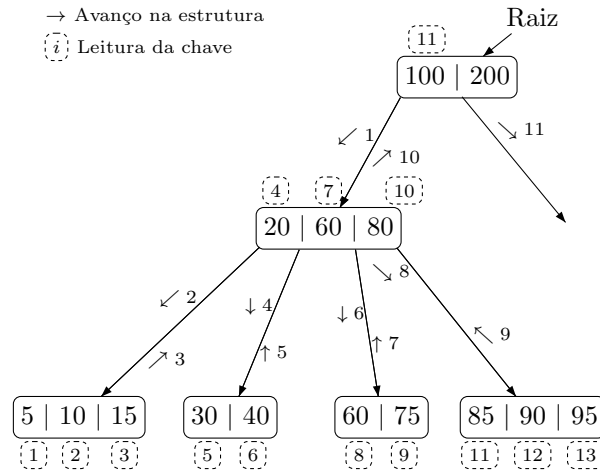 → Avanço na estrutura
i Leitura da chave
Raiz
11
100 | 200
↙ 1
↗ 10
↘ 11
4 7 10
20 | 60 | 80
↙ 2
↗ 3
↓ 4
↑ 5
↓ 6
↑ 7
↘ 8
↖ 9
5 | 10 | 15
30 | 40
60 | 75
85 | 90 | 95
1 2 3
5 6
8 9
11 12 13